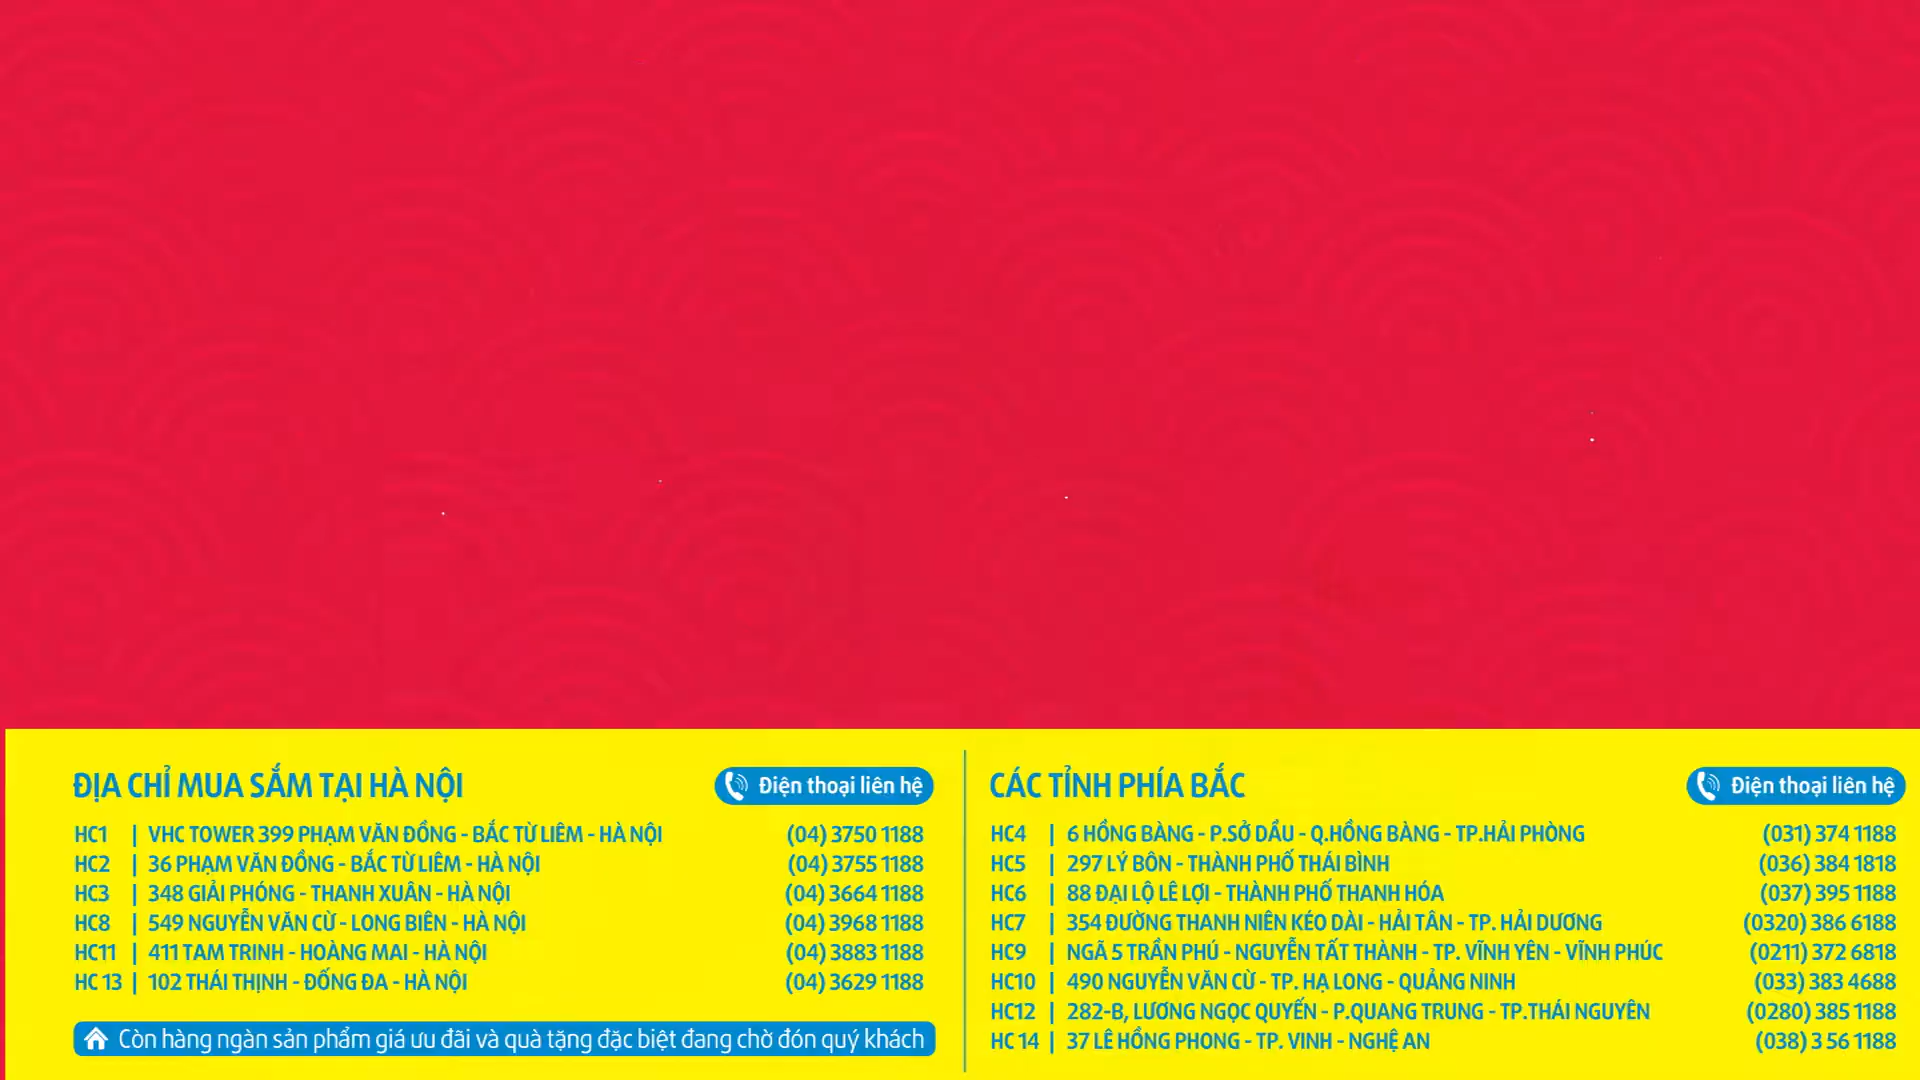 ĐỊA CHỈ MUA SẮM TẠI HÀ NỘI Điện thoại liên hệ
HC1 | VHC TOWER 399 PHẠM VĂN ĐỒNG - BẮC TỪ LIÊM - HÀ NỘI (04) 3750 1188
HC2 | 36 PHẠM VĂN ĐỒNG - BẮC TỪ LIÊM - HÀ NỘI (04) 3755 1188
HC3 | 348 GIẢI PHÓNG - THANH XUÂN - HÀ NỘI (04) 3664 1188
HC8 | 549 NGUYỄN VĂN CỪ - LONG BIÊN - HÀ NỘI (04) 3968 1188
HC11 | 411 TAM TRINH - HOÀNG MAI - HÀ NỘI (04) 3883 1188
HC 13 | 102 THÁI THỊNH - ĐỐNG ĐA - HÀ NỘI (04) 3629 1188
Còn hàng ngàn sản phẩm giá ưu đãi và quà tặng đặc biệt đang chờ đón quý khách
CÁC TỈNH PHÍA BẮC Điện thoại liên hệ
HC4 | 6 HỒNG BÀNG - P.SỞ DẦU - Q.HỒNG BÀNG - TP.HẢI PHÒNG (031) 374 1188
HC5 | 297 LÝ BÔN - THÀNH PHỐ THÁI BÌNH (036) 384 1818
HC6 | 88 ĐẠI LỘ LÊ LỢI - THÀNH PHỐ THANH HÓA (037) 395 1188
HC7 | 354 ĐƯỜNG THANH NIÊN KÉO DÀI - HẢI TÂN - TP. HẢI DƯƠNG (0320) 386 6188
HC9 | NGÃ 5 TRẦN PHÚ - NGUYỄN TẤT THÀNH - TP. VĨNH YÊN - VĨNH PHÚC (0211) 372 6818
HC10 | 490 NGUYỄN VĂN CỪ - TP. HẠ LONG - QUẢNG NINH (033) 383 4688
HC12 | 282-B, LƯƠNG NGỌC QUYẾN - P.QUANG TRUNG - TP.THÁI NGUYÊN (0280) 385 1188
HC 14 | 37 LÊ HỒNG PHONG - TP. VINH - NGHỆ AN (038) 3 56 1188